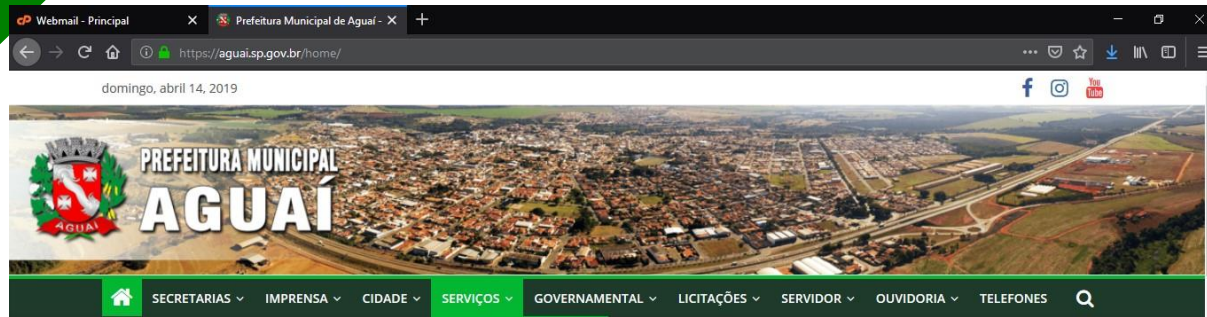 Webmail - Principal
Prefeitura Municipal de Aguaí -
https://aguai.sp.gov.br/home/
domingo, abril 14, 2019
You
Tube
PREFEITURA MUNICIPAL
AGUAÍ
AGUAÍ
SECRETARIAS IMPRENSA CIDADE SERVIÇOS GOVERNAMENTAL LICITAÇÕES SERVIDOR OUVIDORIA TELEFONES